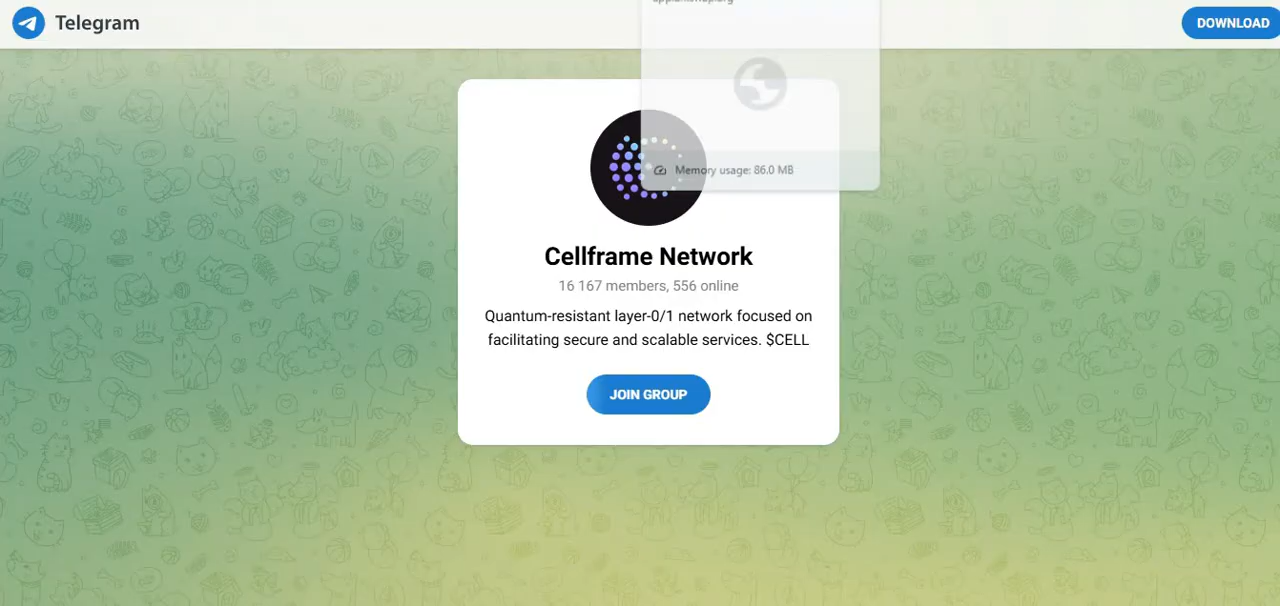 Telegram
DOWNLOAD
Memory usage: 86.0 MB
Cellframe Network
16 167 members, 556 online
Quantum-resistant layer-0/1 network focused on
facilitating secure and scalable services. $CELL
JOIN GROUP